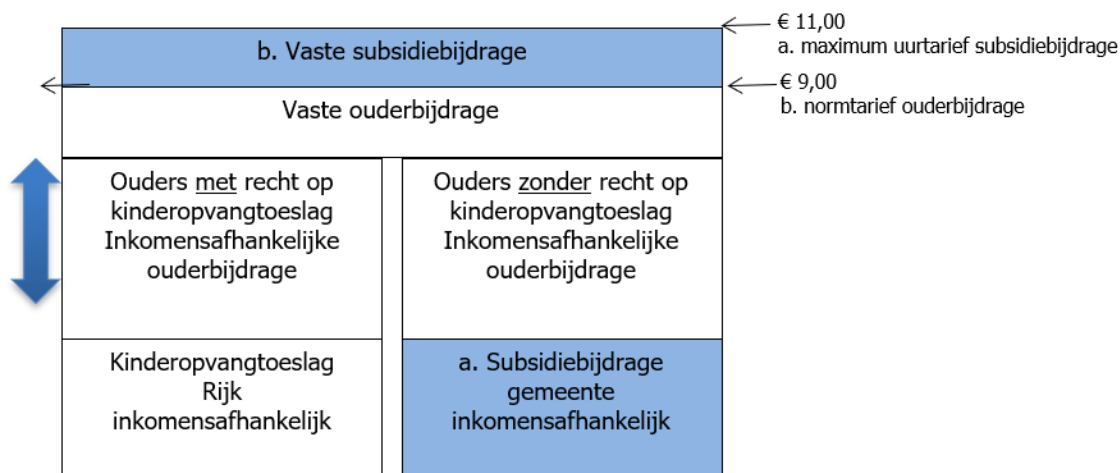 € 11,00
a. maximum uurtarief subsidiebijdrage
b. Vaste subsidiebijdrage
€ 9,00
b. normtarief ouderbijdrage
Vaste ouderbijdrage
Ouders met recht op
kinderopvangtoeslag
Inkomensafhankelijke
ouderbijdrage
Ouders zonder recht op
kinderopvangtoeslag
Inkomensafhankelijke
ouderbijdrage
Kinderopvangtoeslag
Rijk
inkomensafhankelijk
a. Subsidiebijdrage
gemeente
inkomensafhankelijk